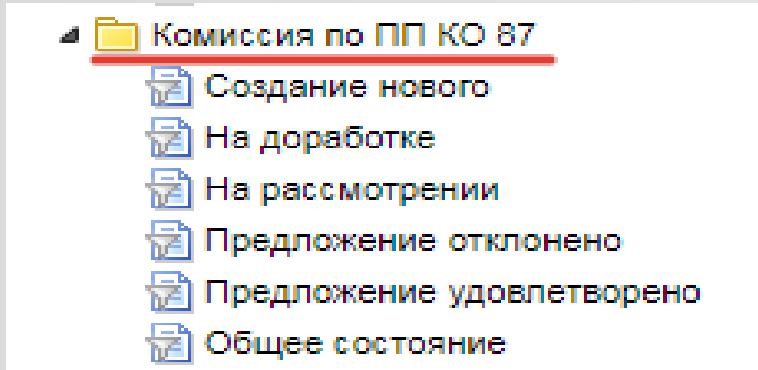 Комиссия по ПП КО 87
Создание нового
На доработке
На рассмотрении
Предложение отклонено
Предложение удовлетворено
Общее состояние